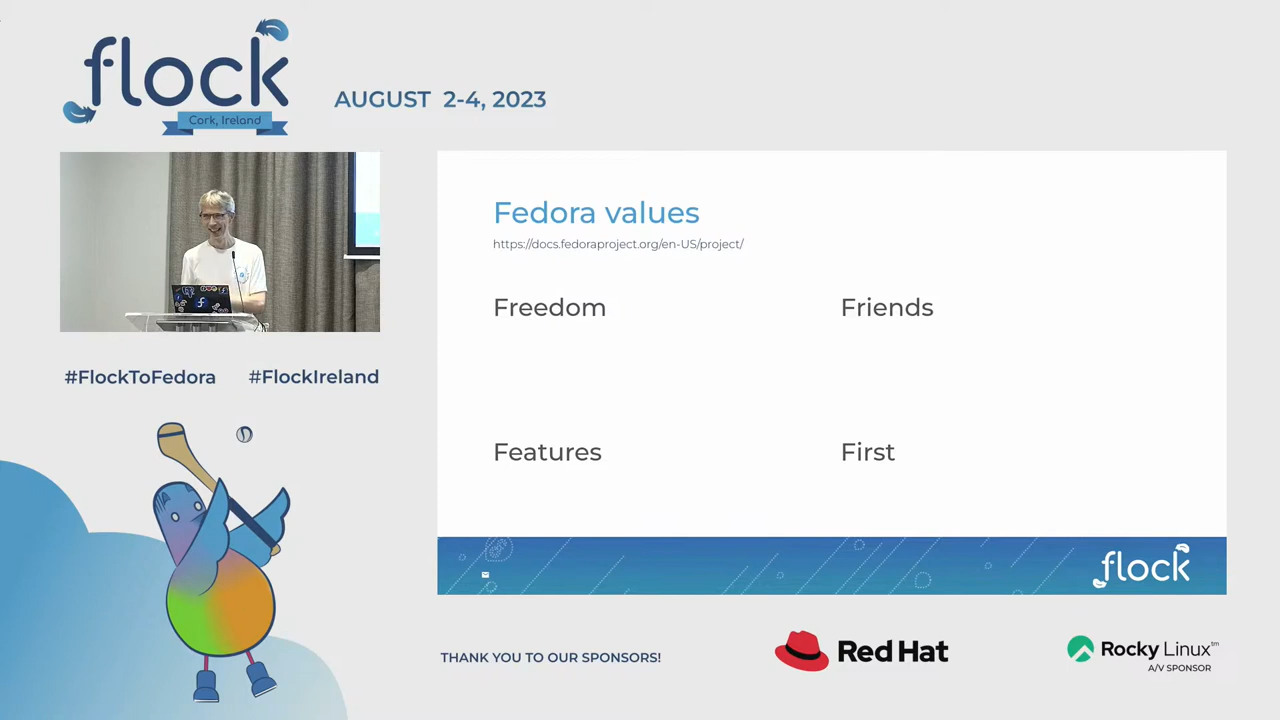 flock
Cork, Ireland
AUGUST 2-4, 2023
#FlockToFedora #FlockIreland
Fedora values
https://docs.fedoraproject.org/en-US/project/
Freedom
Friends
Features
First
flock
THANK YOU TO OUR SPONSORS!
Red Hat
Rocky Linux™
A/V SPONSOR